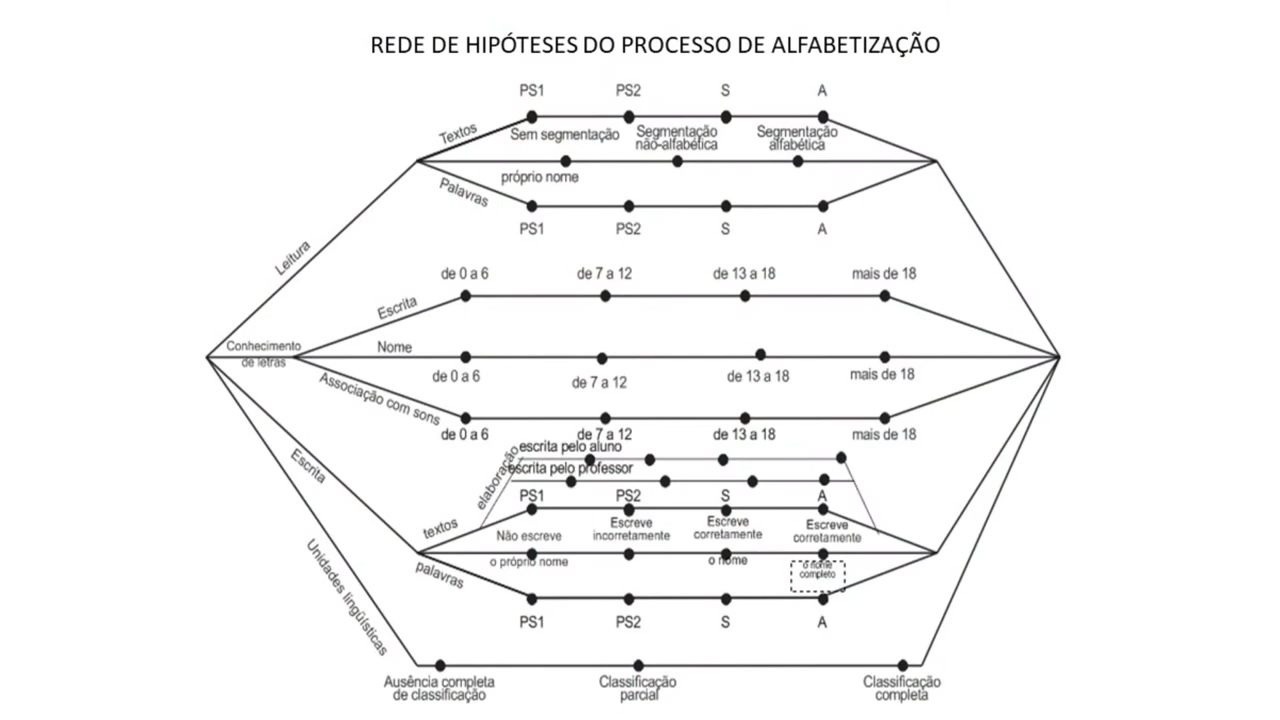 REDE DE HIPÓTESES DO PROCESSO DE ALFABETIZAÇÃO
PS1 PS2 S A
Textos
Sem segmentação
Segmentação
não-alfabética
Segmentação
alfabética
próprio nome
Palavras
PS1 PS2 S A
Leitura
de 0 a 6 de 7 a 12 de 13 a 18 mais de 18
Escrita
Conhecimento
de letras
Nome
de 0 a 6 de 7 a 12 de 13 a 18 mais de 18
Associação com sons
de 0 a 6 de 7 a 12 de 13 a 18 mais de 18
escrita pelo aluno
escrita pelo professor
elaboração
Escrita
PS1 PS2 S A
textos
Não escreve
o próprio nome
Escreve
incorretamente
Escreve
corretamente
o nome
Escreve
corretamente
o nome
completo
palavras
PS1 PS2 S A
Unidades lingüísticas
Ausência completa
de classificação
Classificação
parcial
Classificação
completa